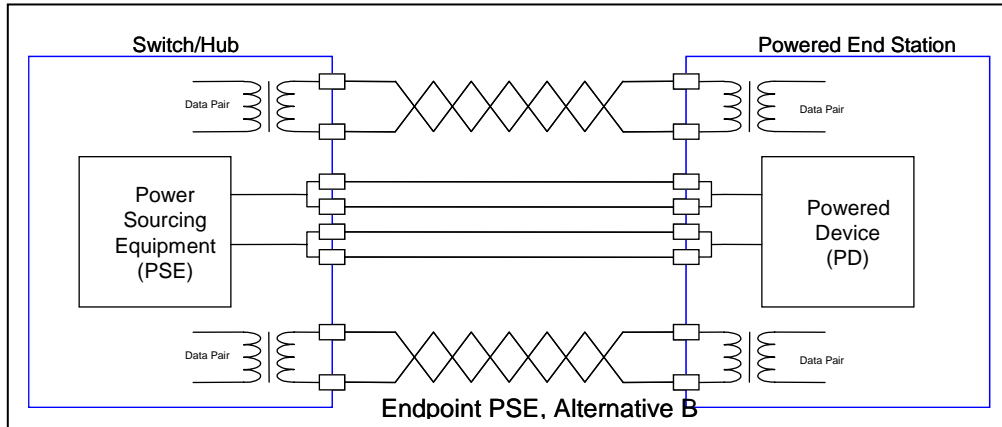 Switch/Hub
Powered End Station
Data Pair
Data Pair
Power
Sourcing
Equipment
(PSE)
Powered
Device
(PD)
Data Pair
Data Pair
Endpoint PSE, Alternative B